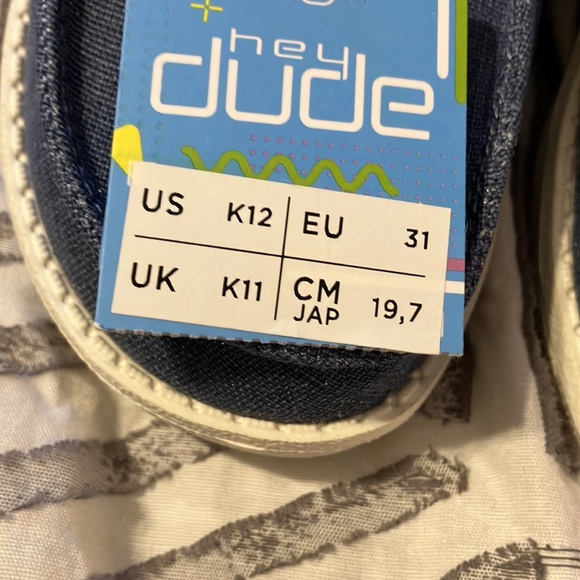 hey
dude
US K12 EU 31
UK K11 CM JAP 19,7